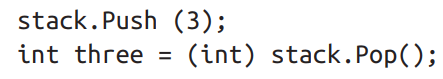 stack.Push (3);
int three = (int) stack.Pop();